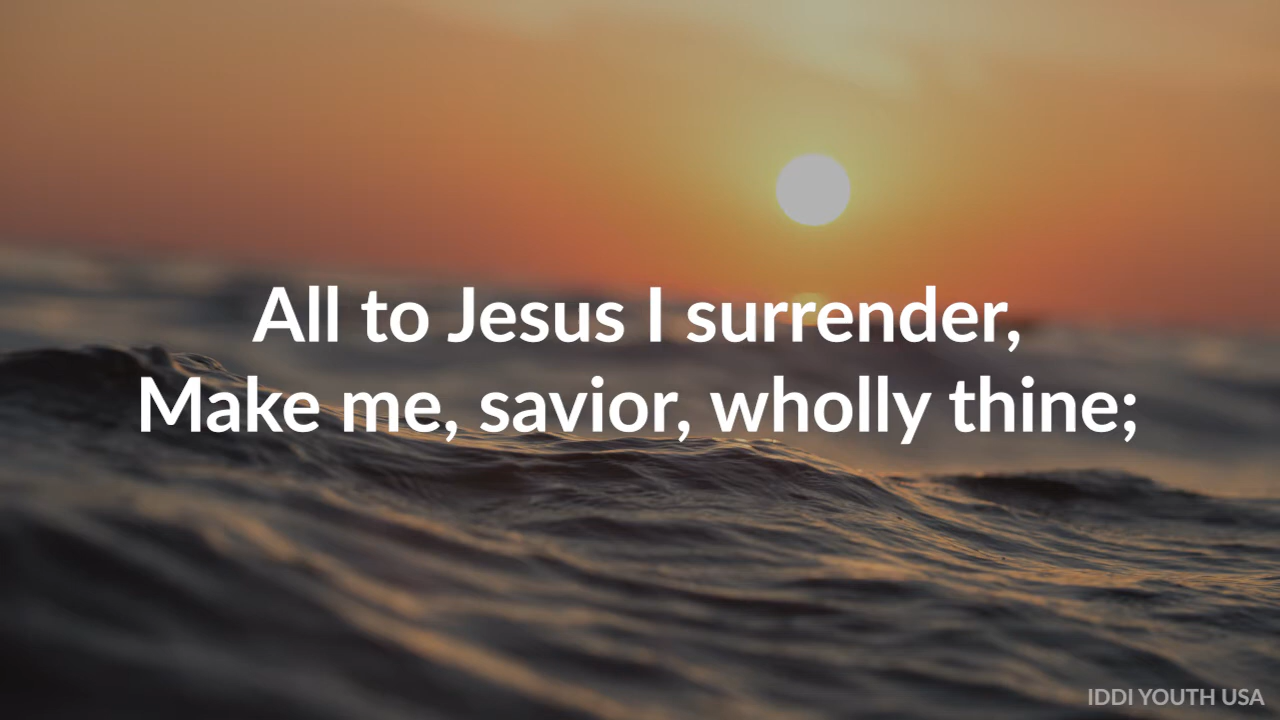 All to Jesus I surrender,
Make me, savior, wholly thine;
IDDI YOUTH USA